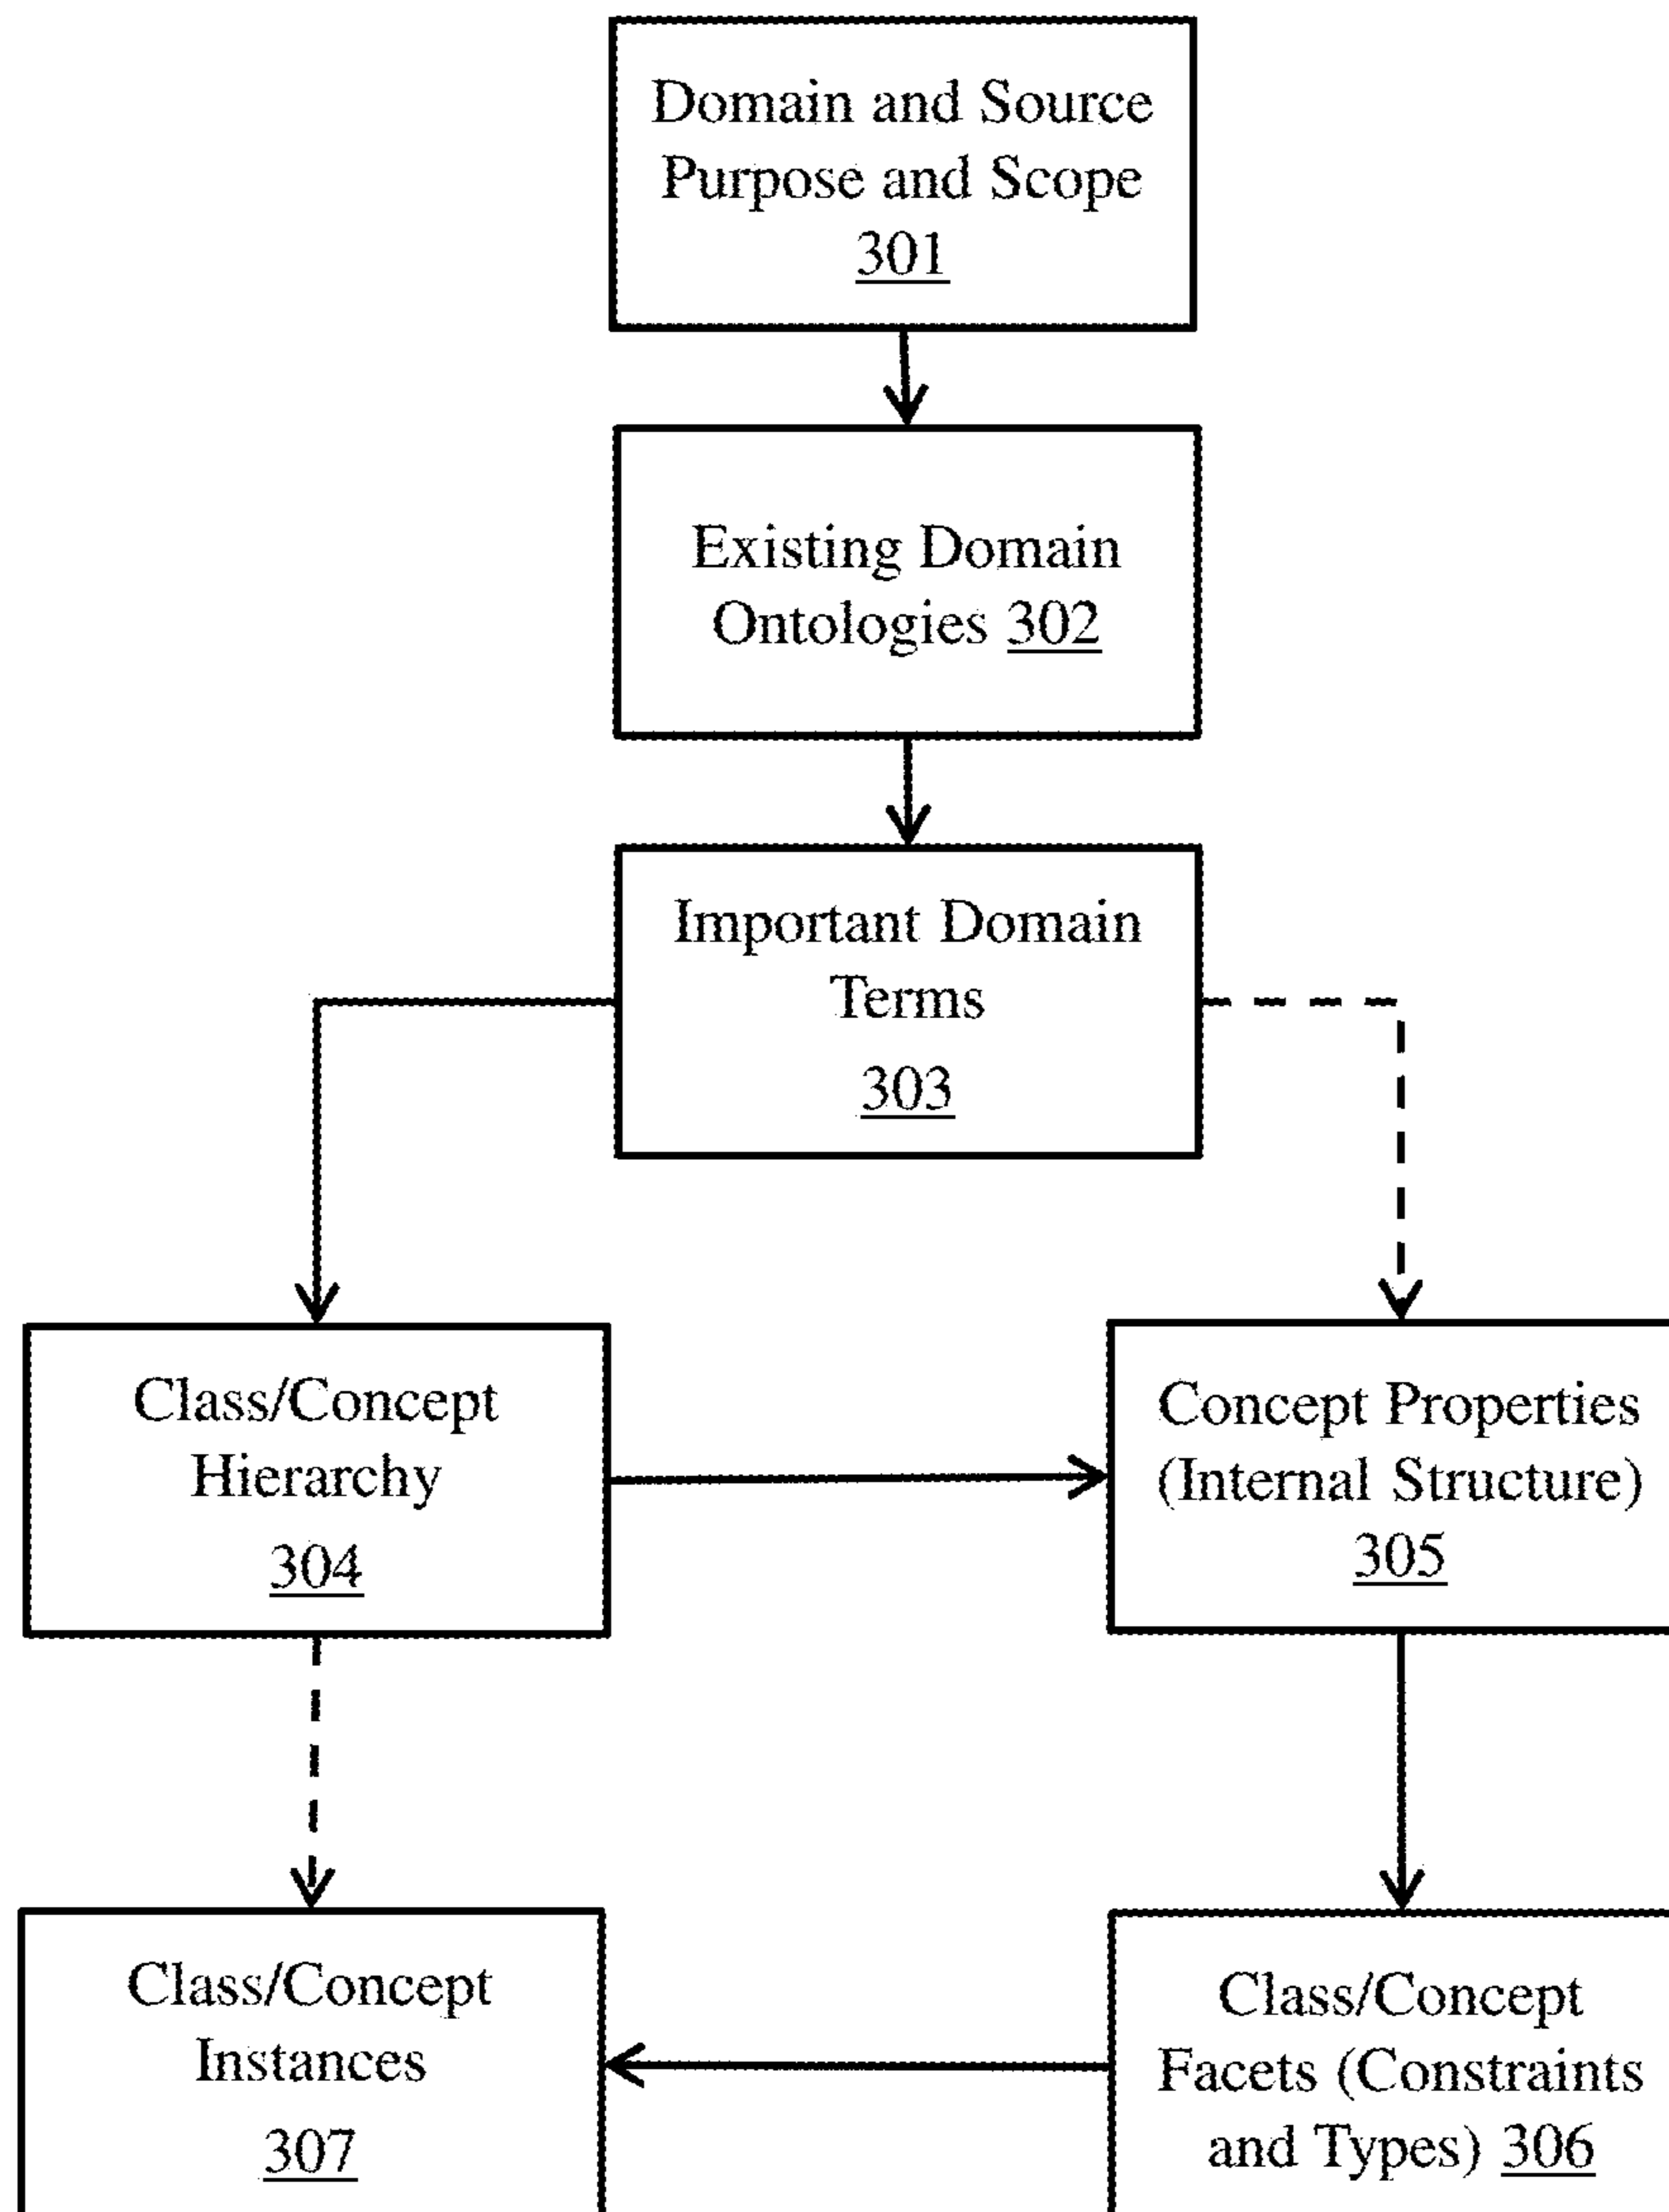 Domain and Source
Purpose and Scope
301
Existing Domain
Ontologies 302
Important Domain
Terms
303
Class/Concept
Hierarchy
304
Concept Properties
(Internal Structure)
305
Class/Concept
Instances
307
Class/Concept
Facets (Constraints
and Types) 306